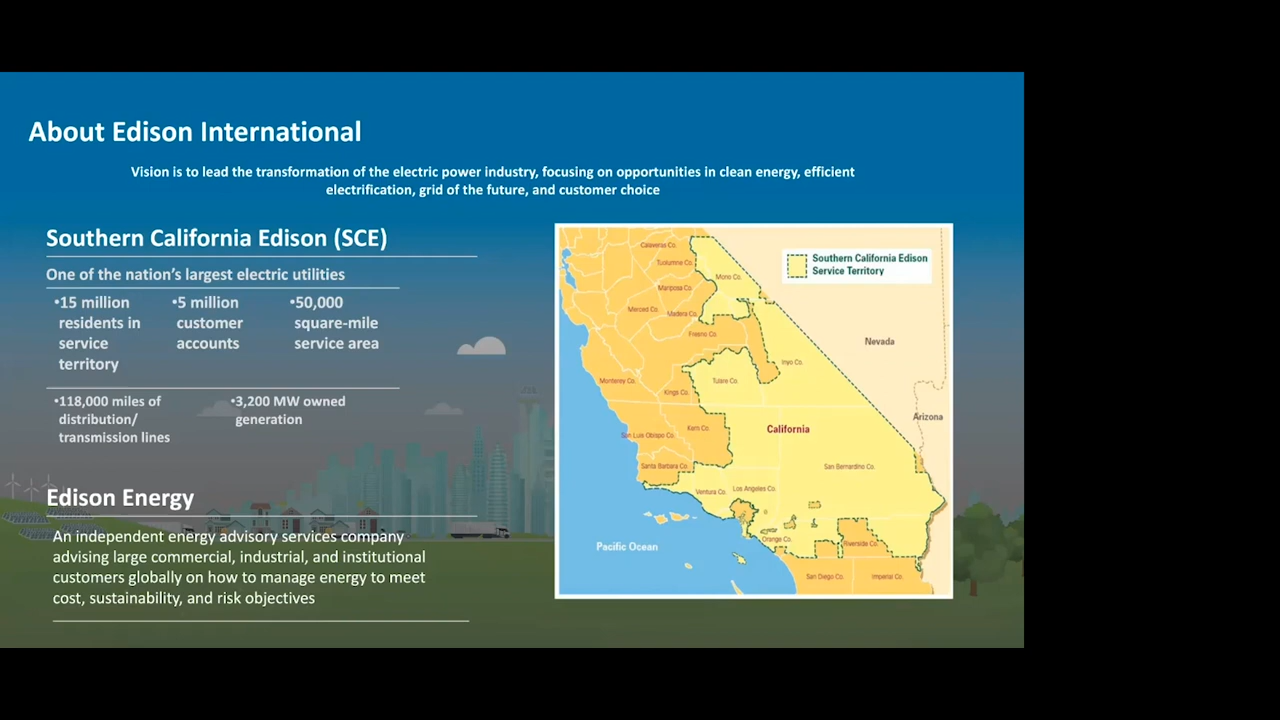 About Edison International
Vision is to lead the transformation of the electric power industry, focusing on opportunities in clean energy, efficient
electrification, grid of the future, and customer choice
Southern California Edison (SCE)
One of the nation's largest electric utilities
•15 million
residents in
service
territory
•5 million
customer
accounts
•50,000
square-mile
service area
•118,000 miles of
distribution/
transmission lines
•3,200 MW owned
generation
Edison Energy
An independent energy advisory services company
advising large commercial, industrial, and institutional
customers globally on how to manage energy to meet
cost, sustainability, and risk objectives
Southern California Edison
Service Territory
Calaveras Co.
Tuolumne Co.
Mono Co.
Mariposa Co.
Merced Co.
Madera Co.
Fresno Co.
Nevada
Inyo Co.
Monterey Co.
Tulare Co.
Kings Co.
Arizona
Kern Co.
California
San Luis Obispo Co.
Santa Barbara Co.
San Bernardino Co.
Ventura Co.
Los Angeles Co.
Orange Co.
Riverside Co.
Pacific Ocean
San Diego Co.
Imperial Co.